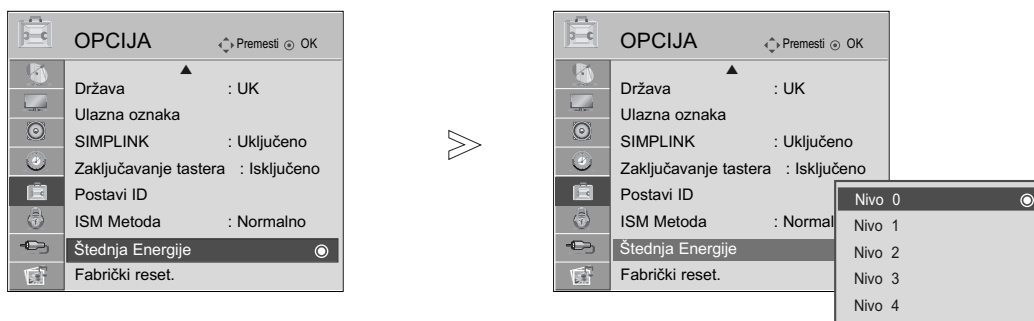 OPCIJA Premesti OK
Država : UK
Ulazna oznaka
SIMPLINK : Uključeno
Zaključavanje tastera : Isključeno
Postavi ID
ISM Metoda : Normalno
Štednja Energije
Fabrički reset.
OPCIJA Premesti OK
Država : UK
Ulazna oznaka
SIMPLINK : Uključeno
Zaključavanje tastera : Isključeno
Postavi ID
ISM Metoda : Normal
Štednja Energije
Fabrički reset.
Nivo 0
Nivo 1
Nivo 2
Nivo 3
Nivo 4